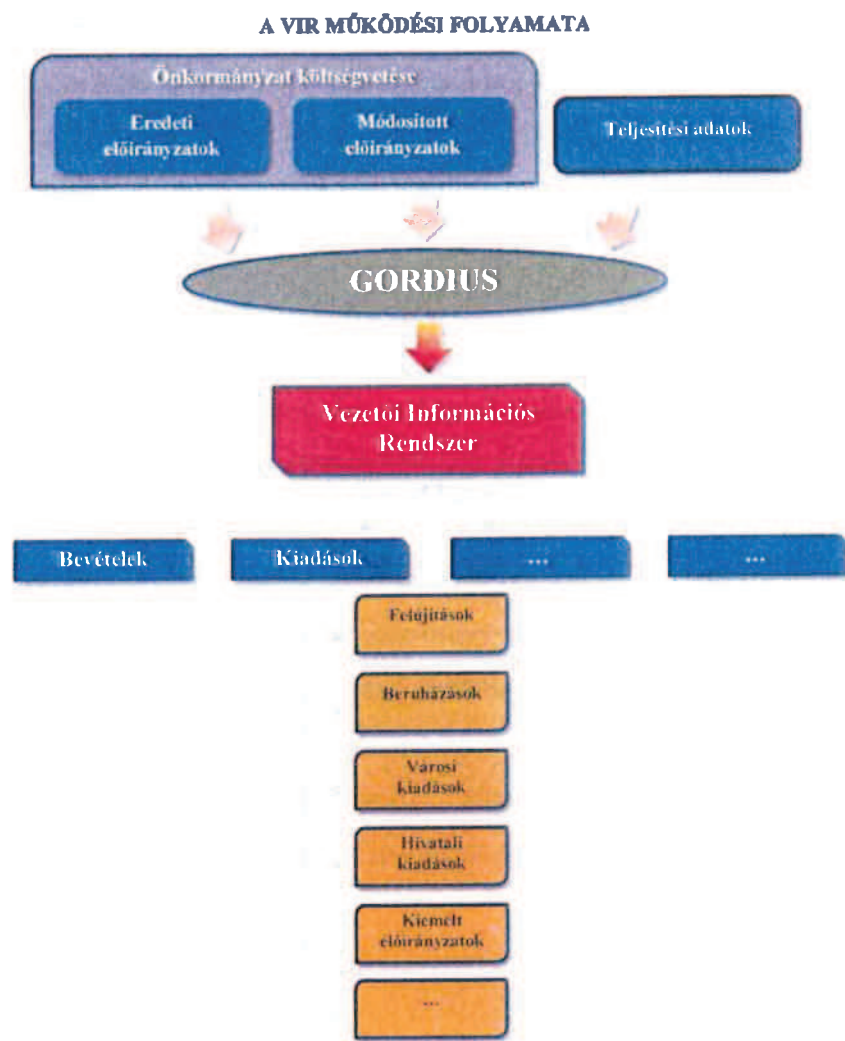 A VIR MŰKÖDÉSI FOLYAMATA
Önkormányzat költségvetése
Eredeti
előirányzatok
Módosított
előirányzatok
Teljesítési adatok
GORDIUS
Vezetői Információs
Rendszer
Bevételek
Kiadások
...
...
Felújítások
Beruházások
Városi
kiadások
Hivatali
kiadások
Kiemelt
előirányzatok
...